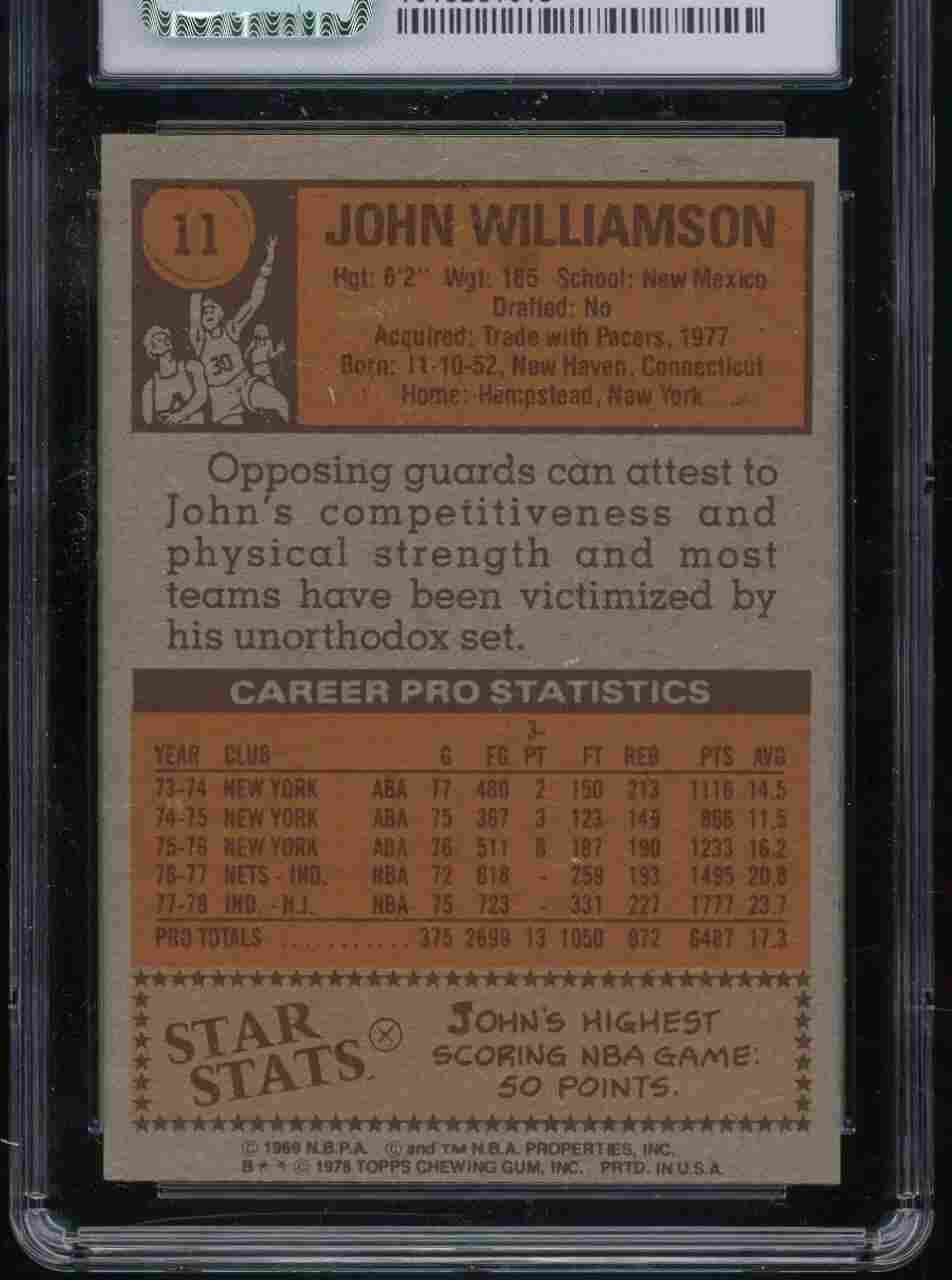 11
JOHN WILLIAMSON
Hgt: 6'2" Wgt: 185 School: New Mexico
Drafted: No
Acquired: Trade with Pacers, 1977
Born: 11-10-52, New Haven, Connecticut
Home: Hempstead, New York
30
Opposing guards can attest to
John's competitiveness and
physical strength and most
teams have been victimized by
his unorthodox set.
CAREER PRO STATISTICS
YEAR CLUB G FG 3-PT FT REB PTS AVG
73-74 NEW YORK ABA 77 480 2 150 213 1116 14.5
74-75 NEW YORK ABA 75 367 3 123 149 866 11.5
75-76 NEW YORK ABA 76 511 8 187 190 1233 16.2
76-77 NETS - IND. NBA 72 618 - 259 193 1495 20.8
77-78 IND. - N.J. NBA 75 723 - 331 227 1777 23.7
PRO TOTALS ............ 375 2699 13 1050 972 6487 17.3
STAR
STATS
JOHN'S HIGHEST
SCORING NBA GAME:
50 POINTS.
© 1969 N.B.P.A. © and TM N.B.A. PROPERTIES, INC.
B * * © 1978 TOPPS CHEWING GUM, INC. PRTD. IN U.S.A.